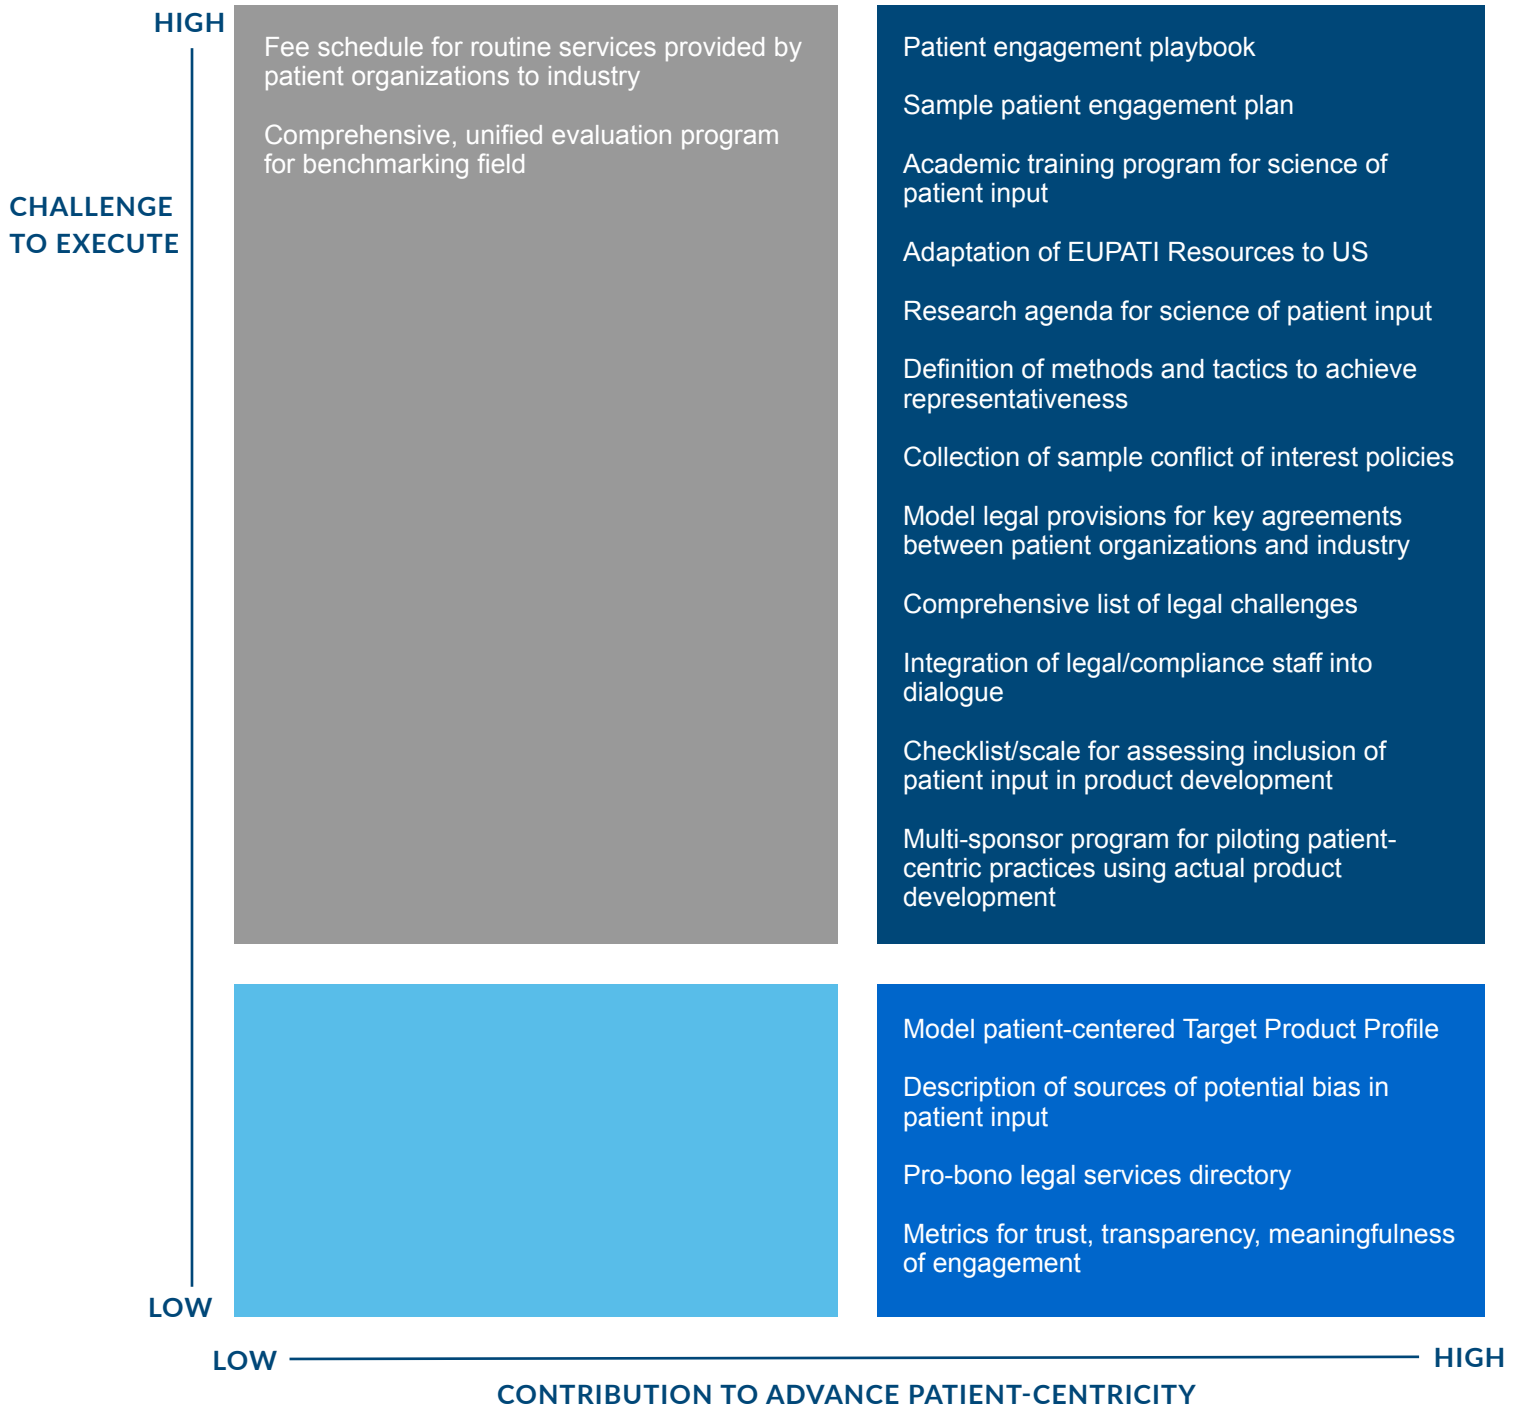 HIGH
CHALLENGE
TO EXECUTE
LOW
Fee schedule for routine services provided by
patient organizations to industry
Comprehensive, unified evaluation program
for benchmarking field
Patient engagement playbook
Sample patient engagement plan
Academic training program for science of
patient input
Adaptation of EUPATI Resources to US
Research agenda for science of patient input
Definition of methods and tactics to achieve
representativeness
Collection of sample conflict of interest policies
Model legal provisions for key agreements
between patient organizations and industry
Comprehensive list of legal challenges
Integration of legal/compliance staff into
dialogue
Checklist/scale for assessing inclusion of
patient input in product development
Multi-sponsor program for piloting patient-
centric practices using actual product
development
Model patient-centered Target Product Profile
Description of sources of potential bias in
patient input
Pro-bono legal services directory
Metrics for trust, transparency, meaningfulness
of engagement
LOW
HIGH
CONTRIBUTION TO ADVANCE PATIENT-CENTRICITY